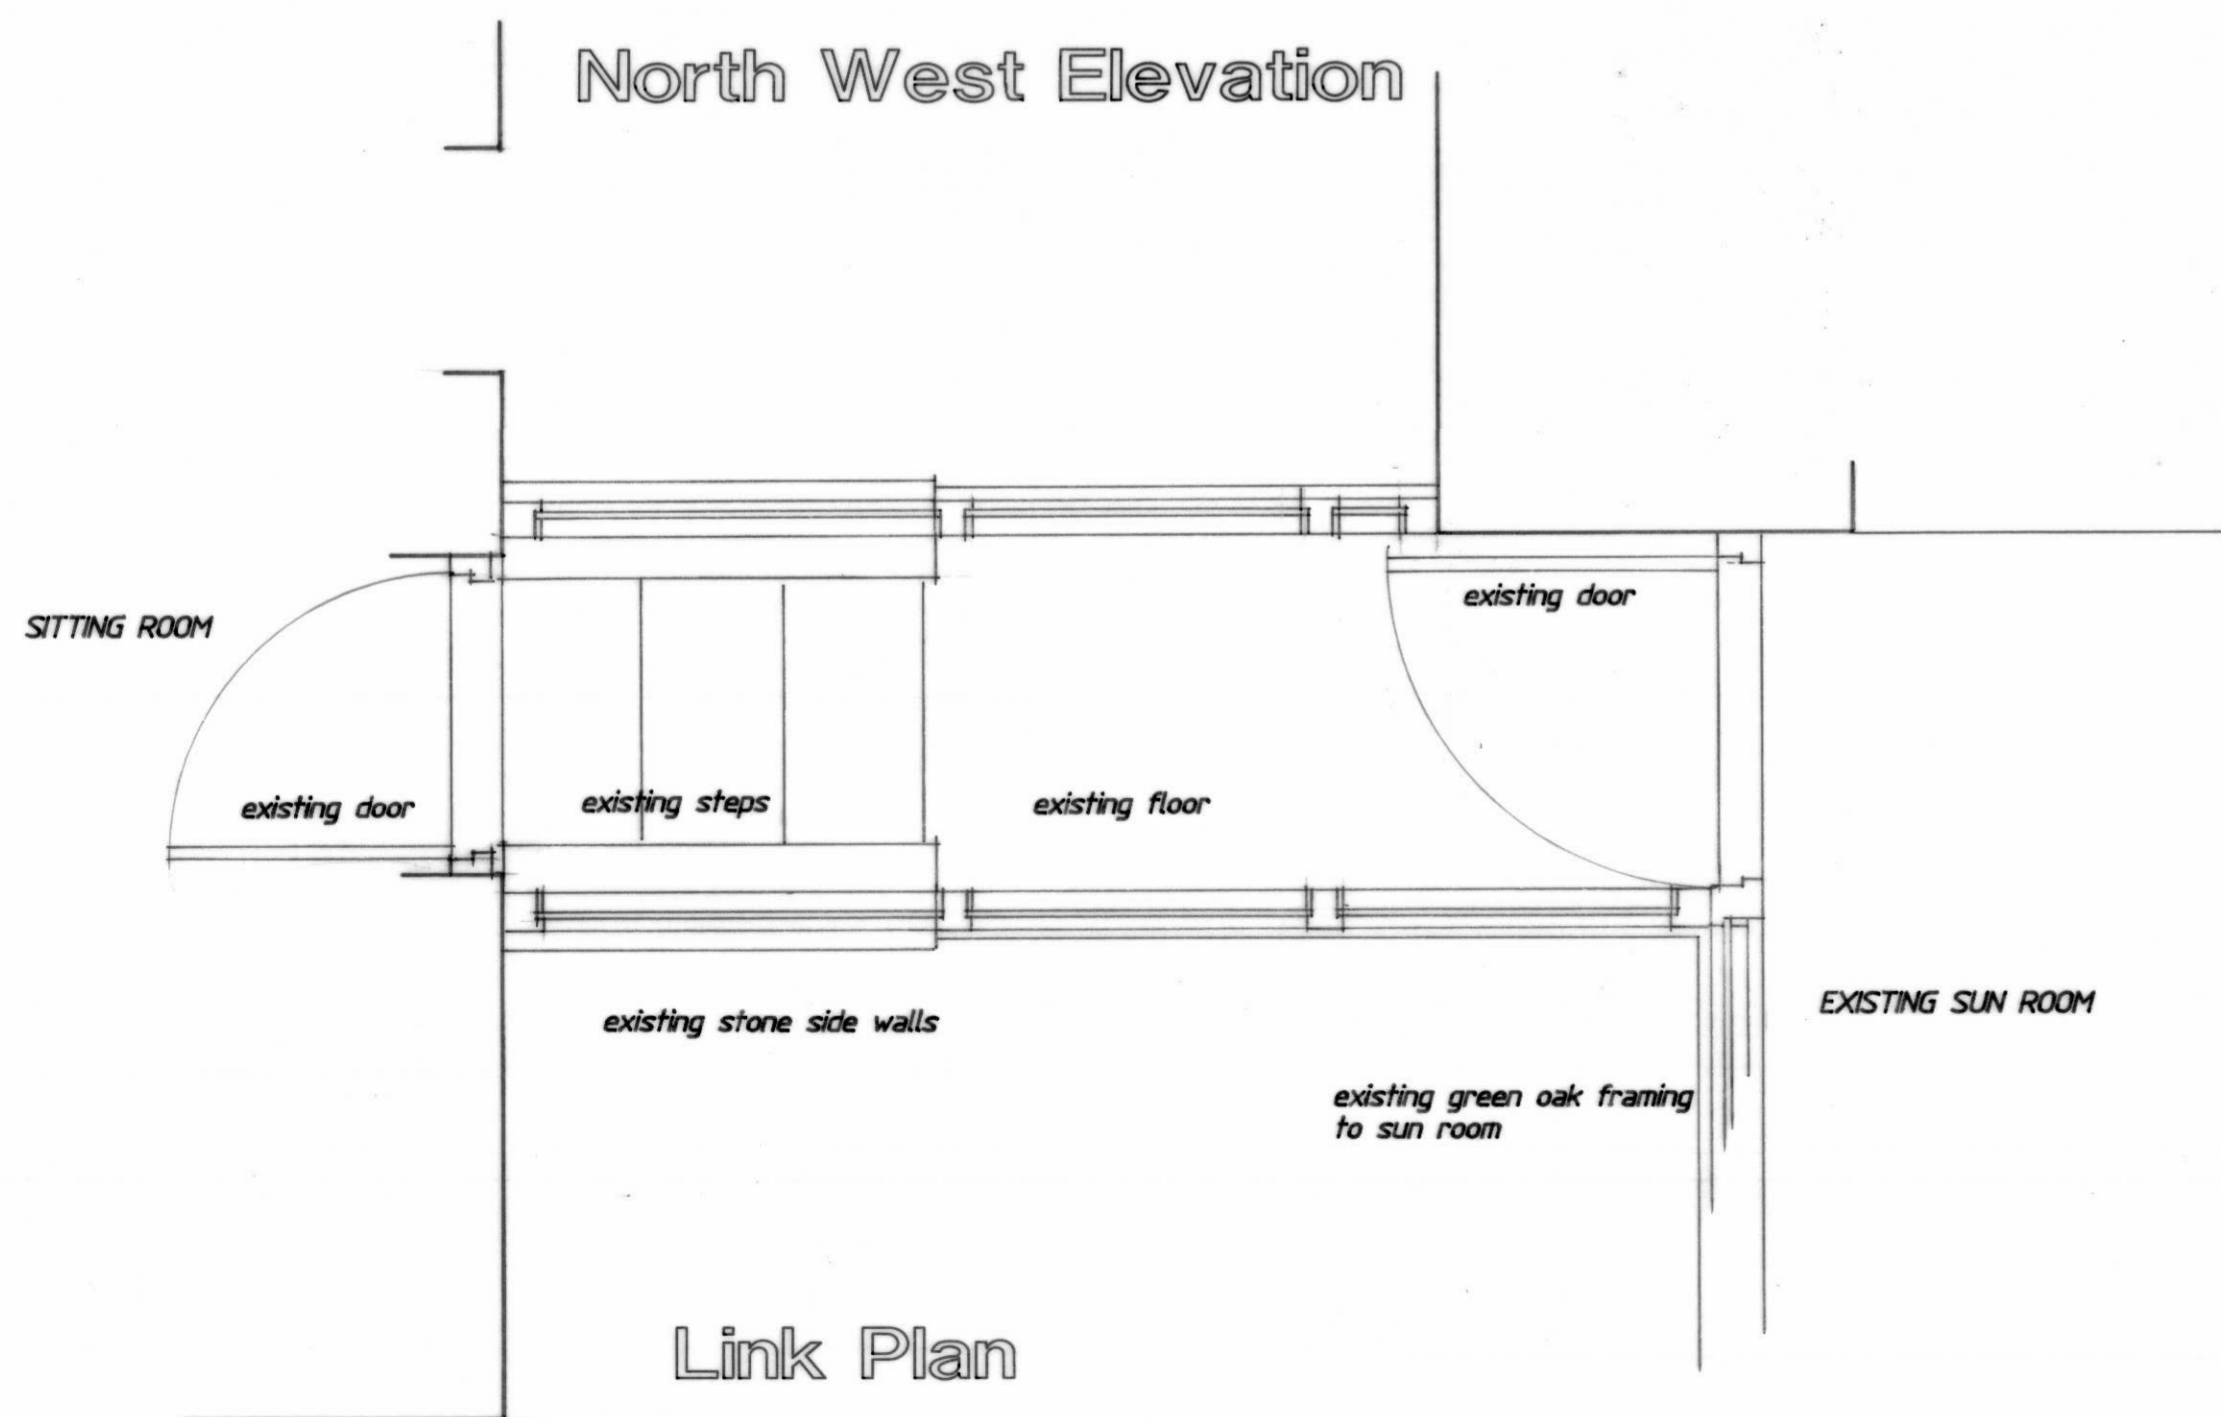 North West Elevation
existing door
SITTING ROOM
existing door
existing steps
existing floor
EXISTING SUN ROOM
existing stone side walls
existing green oak framing
to sun room
Link Plan